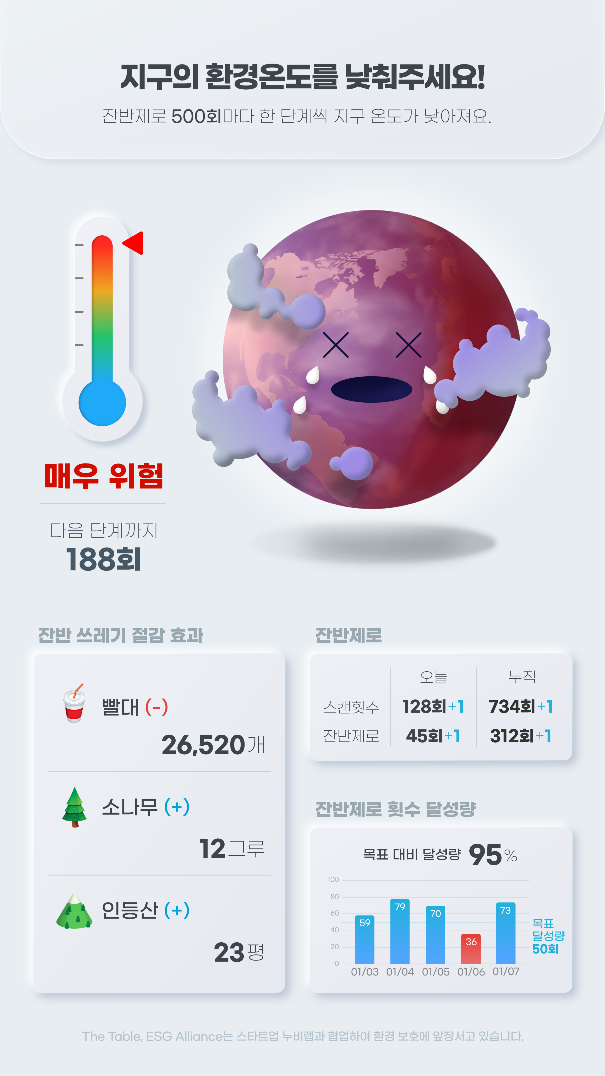 지구의 환경온도를 낮춰주세요!
잔반제로 500회마다 한 단계씩 지구 온도가 낮아져요.
매우 위험
다음 단계까지
188회
잔반 쓰레기 절감 효과
빨대 (-)
26,520개
소나무 (+)
12그루
인등산 (+)
23평
잔반제로
오늘 누적
스캔횟수 128회+1 734회+1
잔반제로 45회+1 312회+1
잔반제로 횟수 달성량
목표 대비 달성량 95%
100
80
60
40
20
0
59 79 70 36 73
01/03 01/04 01/05 01/06 01/07
목표
달성량
50회
The Table, ESG Alliance는 스타트업 누비랩과 협업하여 환경 보호에 앞장서고 있습니다.